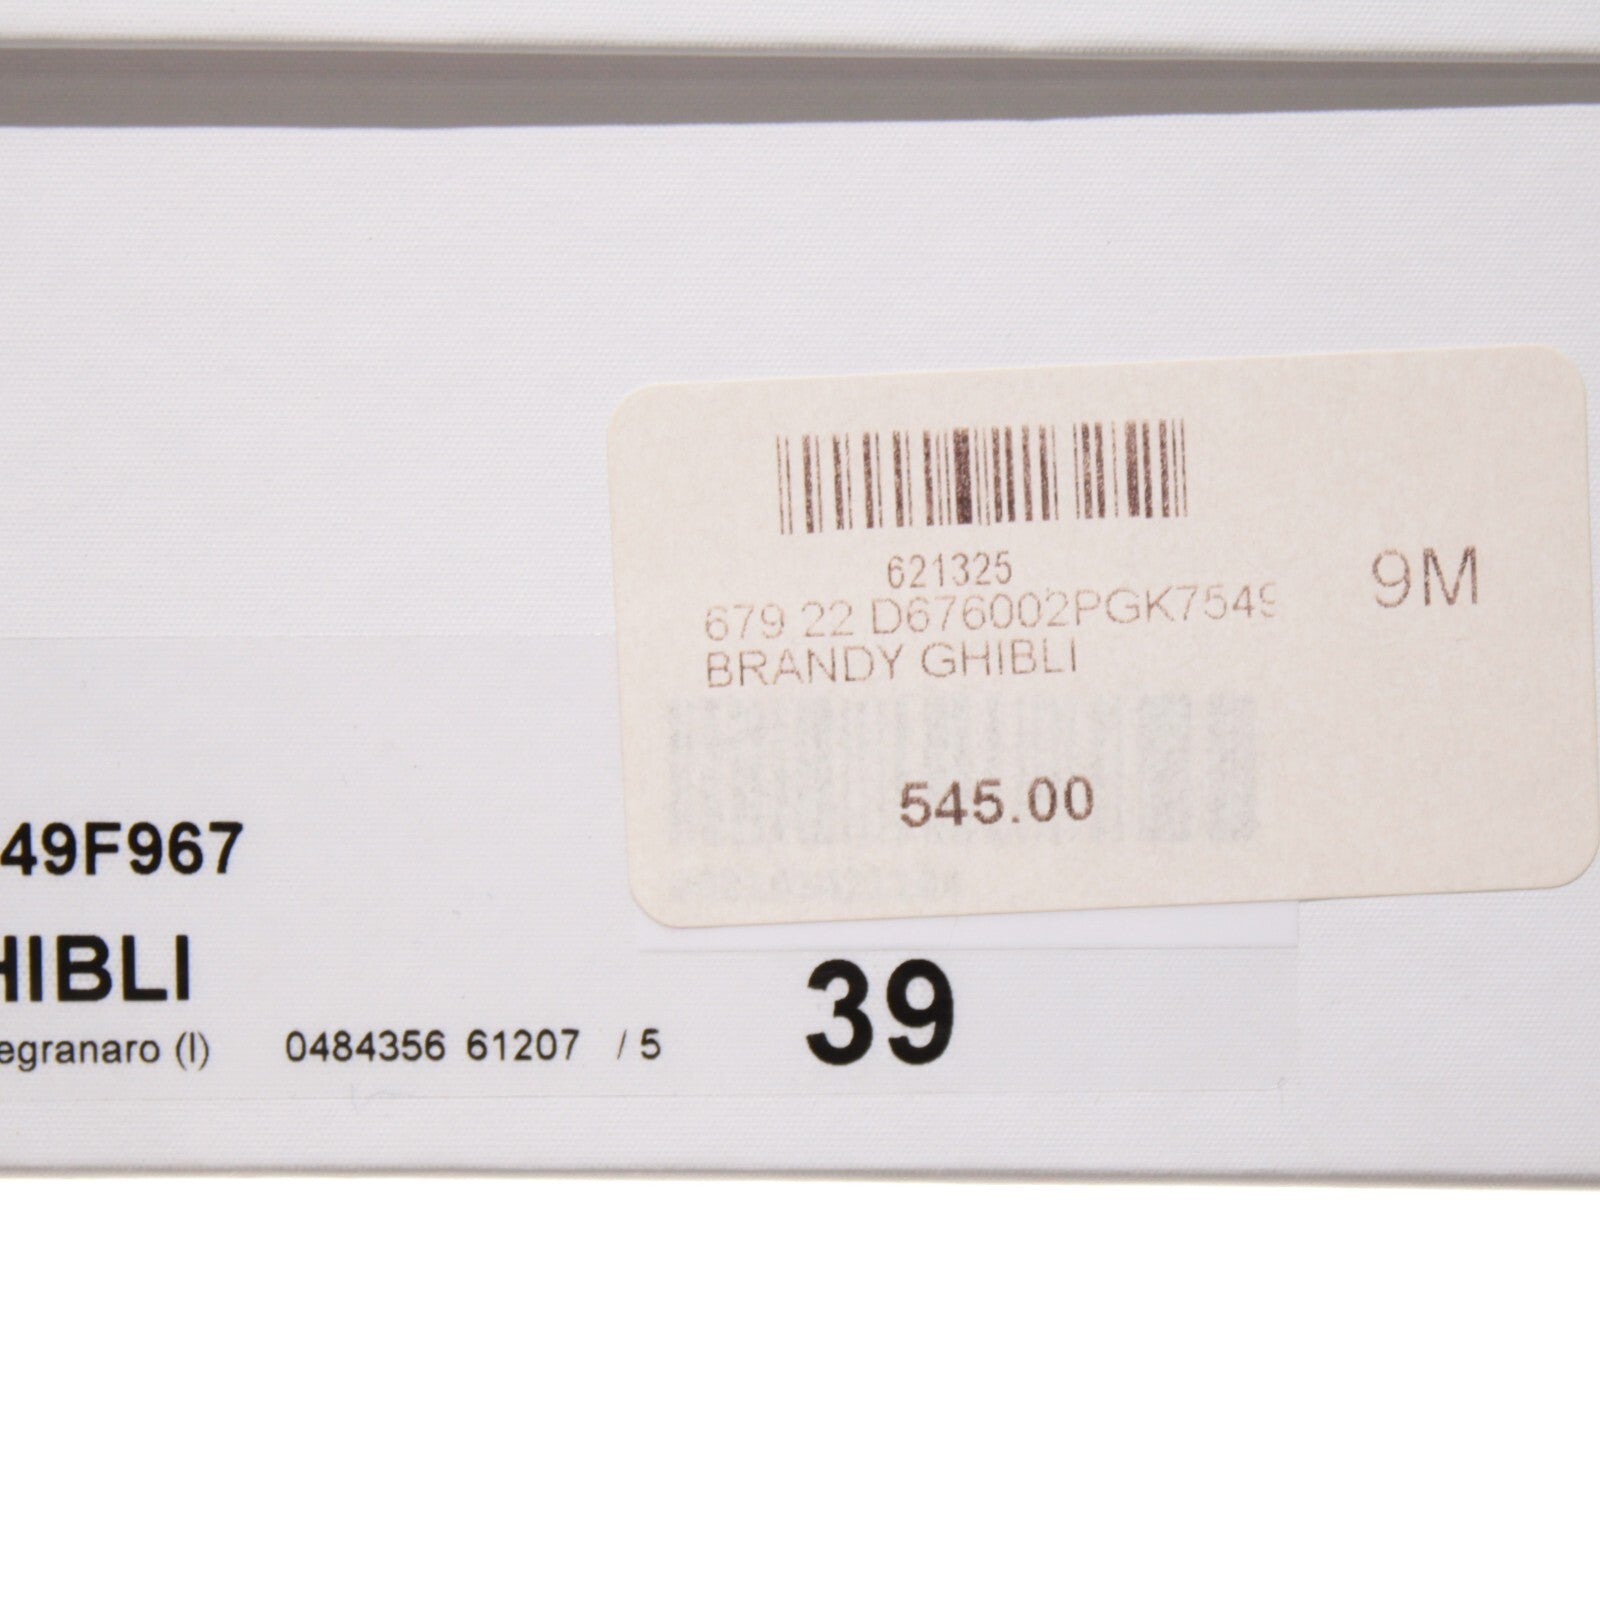 621325
679 22 D676002PGK7549
BRANDY GHIBLI
9M
545.00
49F967
HIBLI
egranaro (I) 0484356 61207 / 5
39